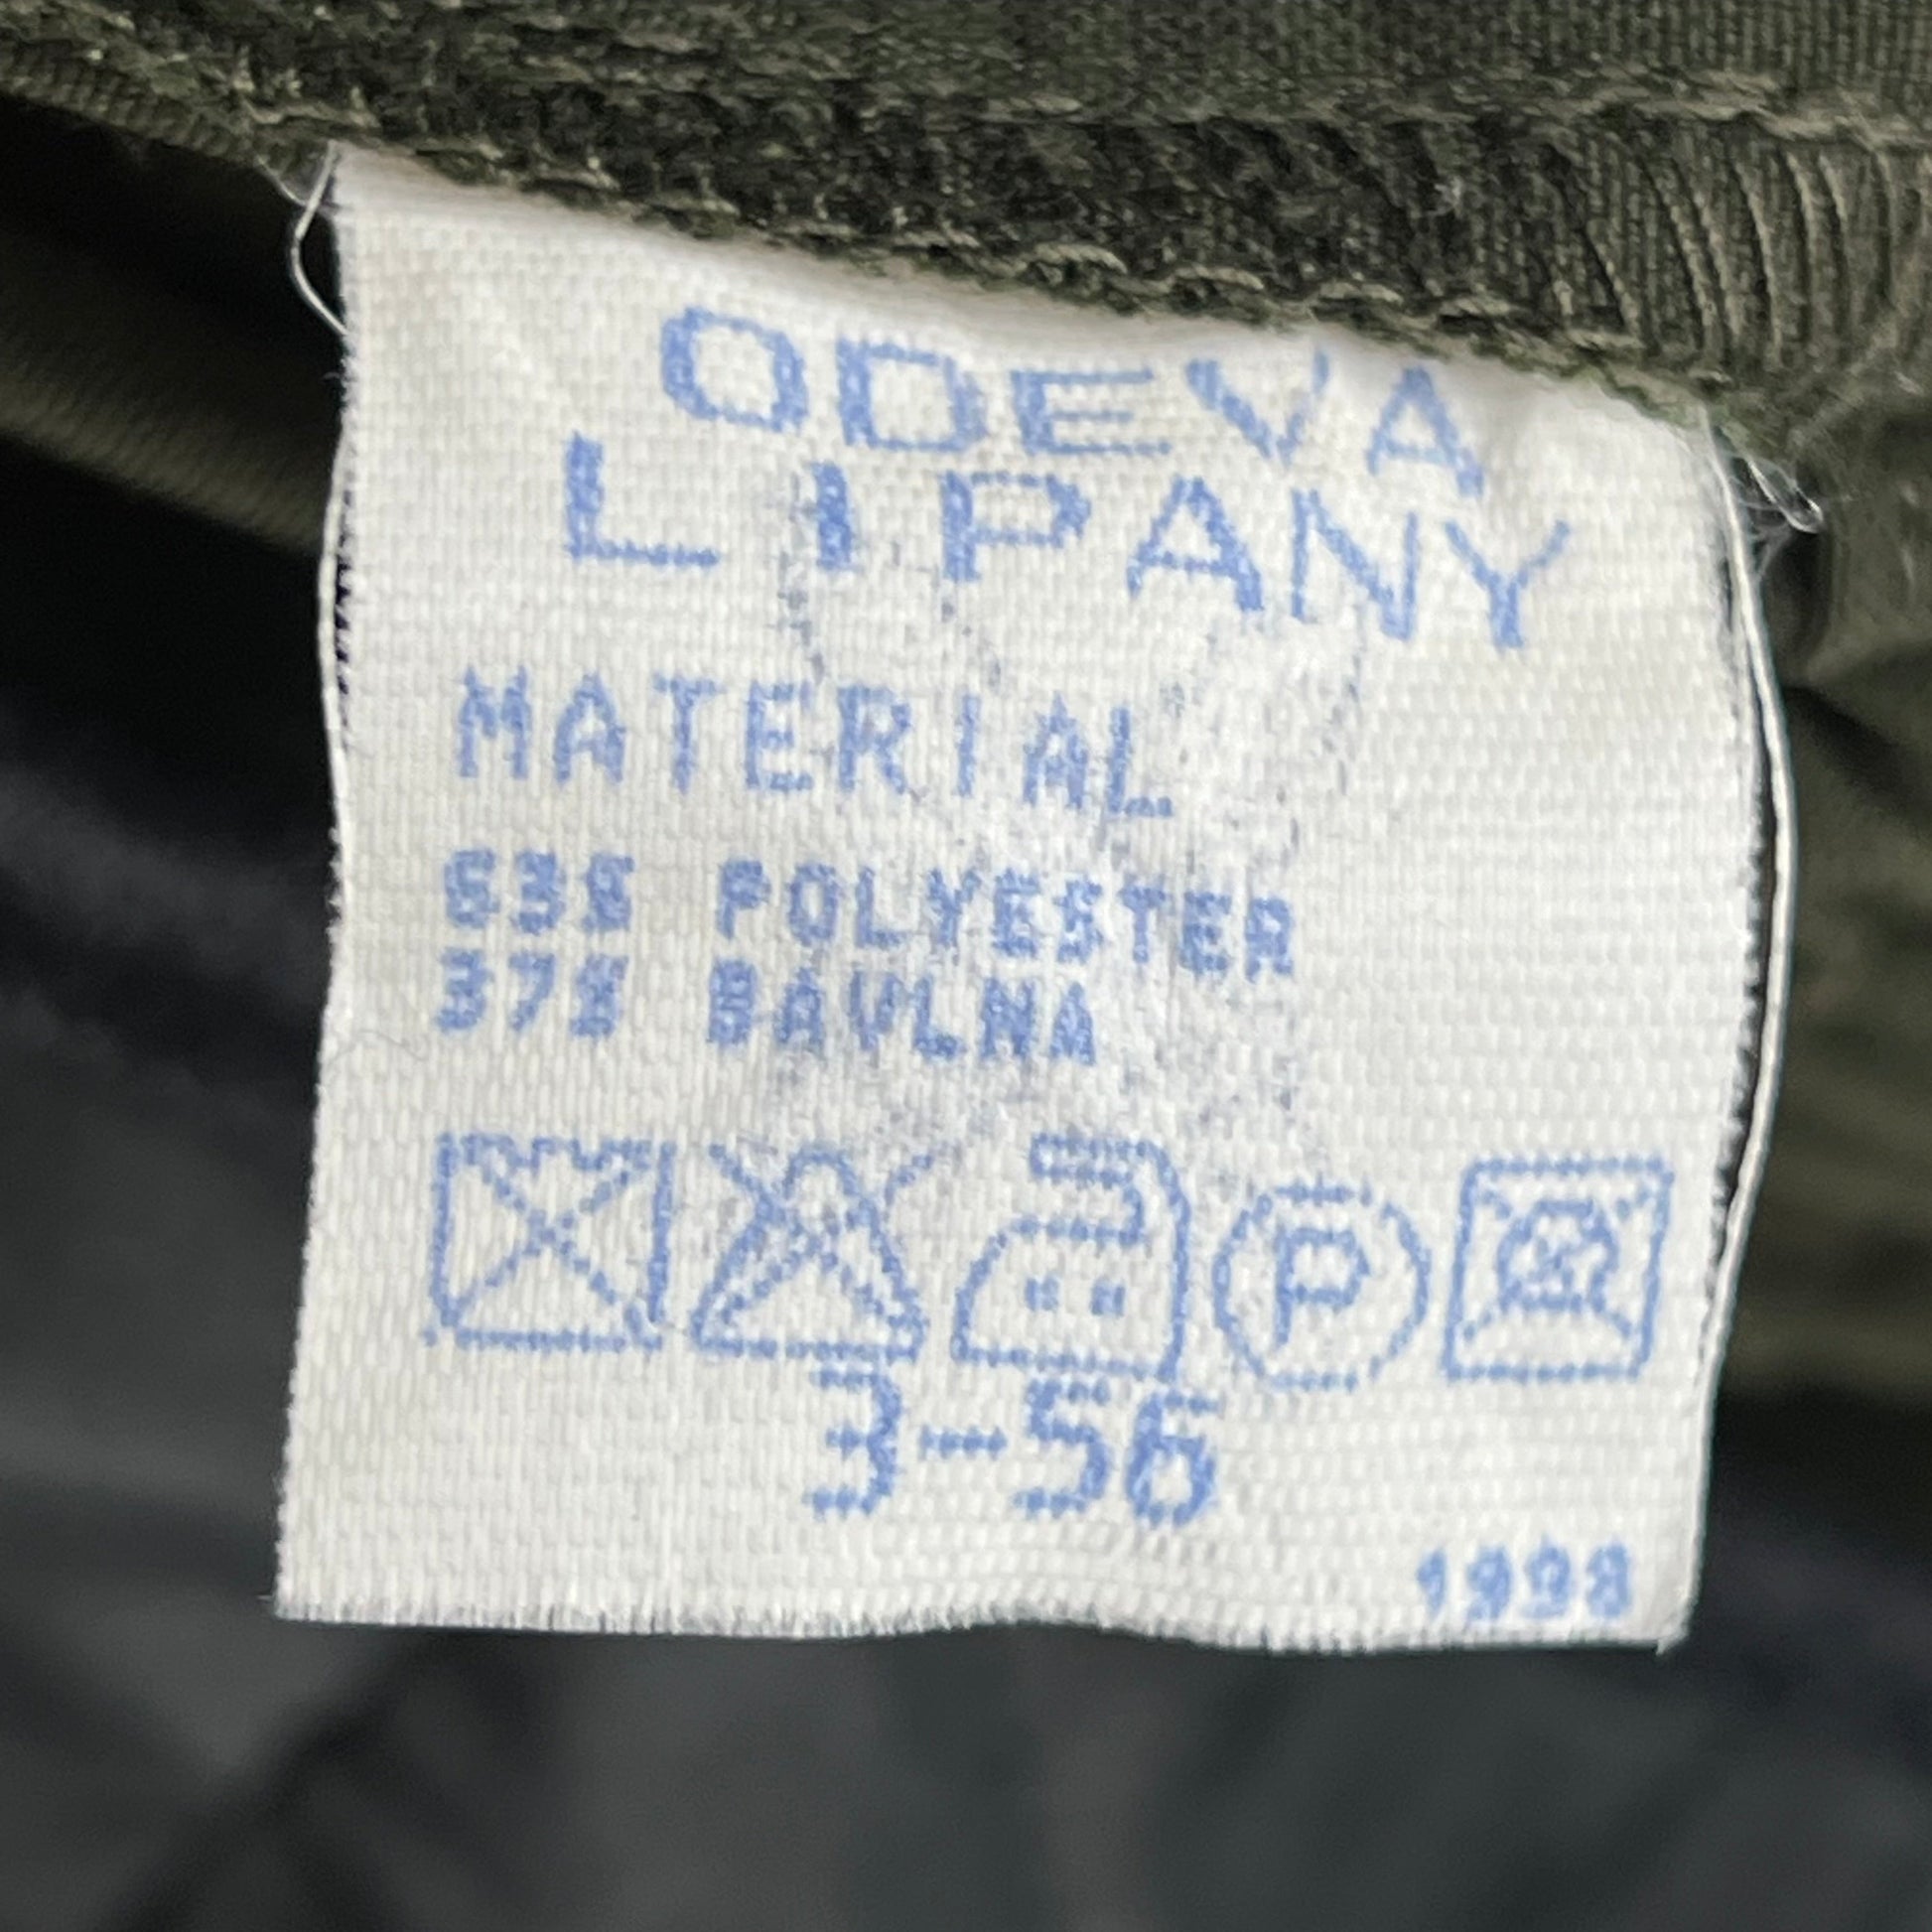 ODEVA
LIPANY
MATERIAL
63% POLYESTER
37% BAVLNA
P
3-56
1998